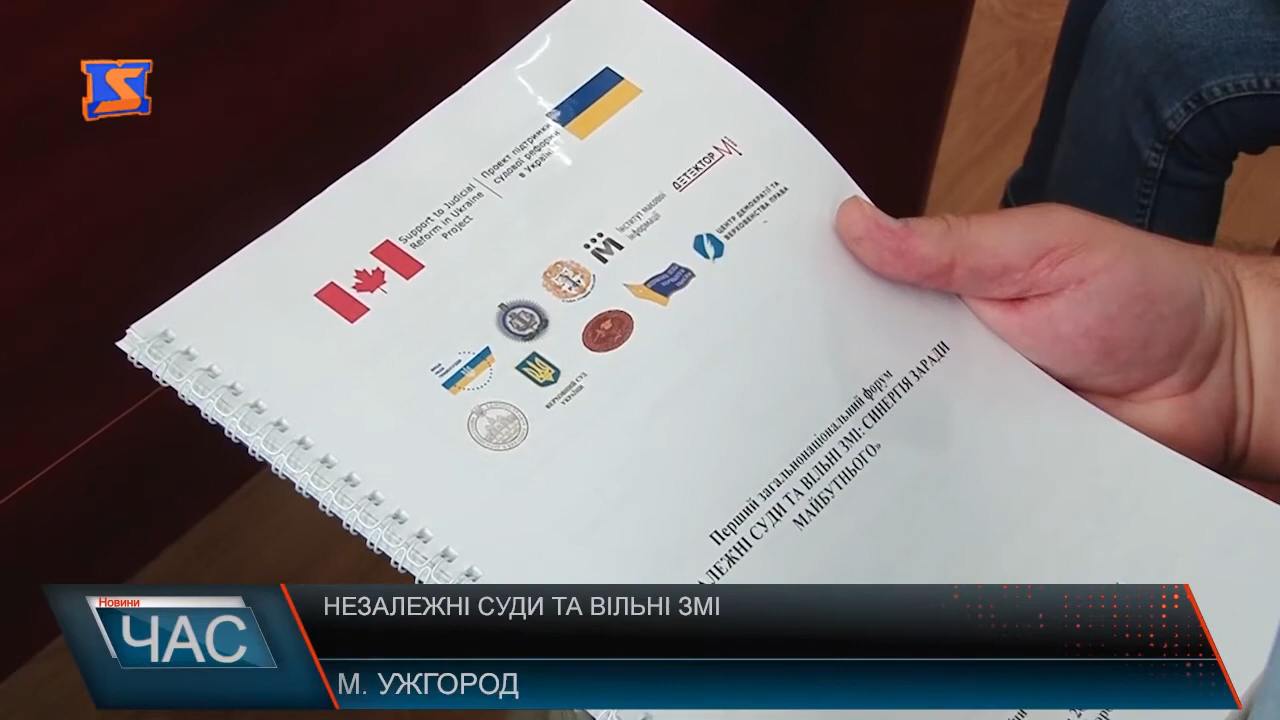 Support to Judicial
Reform in Ukraine
Project
Проект підтримки
судової реформи
в Україні
ДЕТЕКТОР
Інститут масової
інформації
ЦЕНТР ДЕМОКРАТІЇ ТА
ВЕРХОВЕНСТВА ПРАВА
ВЕРХОВНИЙ СУД
УКРАЇНИ
Перший загальнонаціональний форум
ЛЕЖНІ СУДИ ТА ВІЛЬНІ ЗМІ: СИНЕРГІЯ ЗАРАДИ
МАЙБУТНЬОГО»
Новини
ЧАС
НЕЗАЛЕЖНІ СУДИ ТА ВІЛЬНІ ЗМІ
М. УЖГОРОД